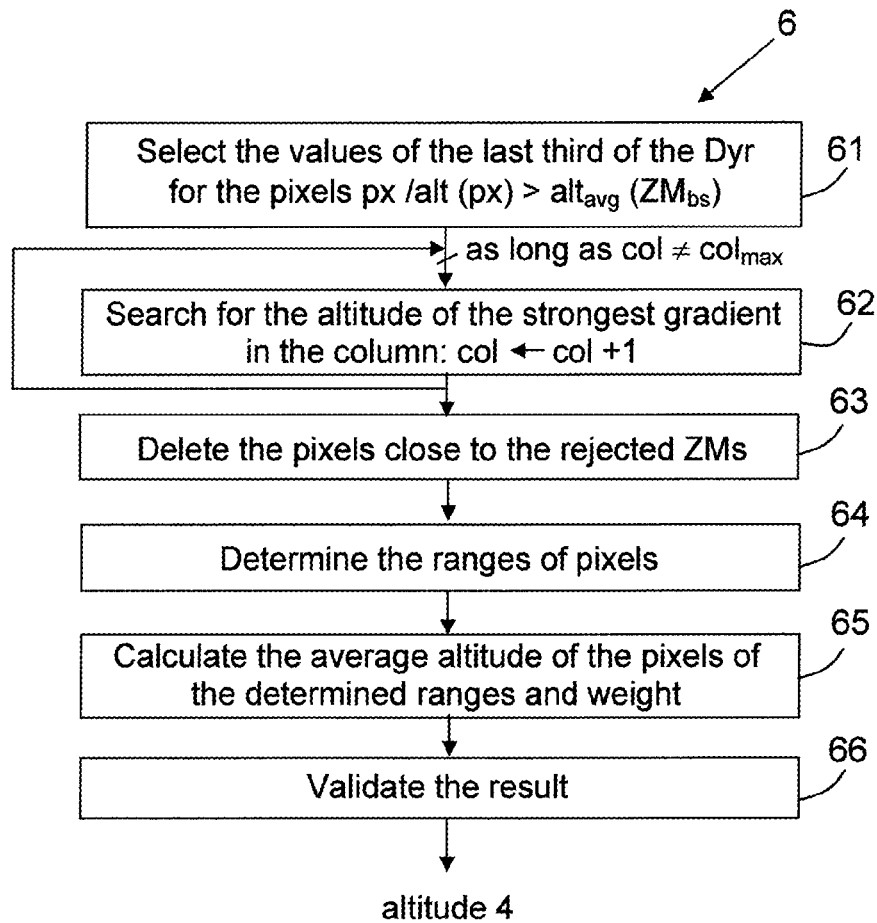 6
Select the values of the last third of the Dyr
for the pixels px /alt (px) > altavg (ZMbs)
61
as long as col ≠ colmax
Search for the altitude of the strongest gradient
in the column: col ← col +1
62
63
Delete the pixels close to the rejected ZMs
64
Determine the ranges of pixels
65
Calculate the average altitude of the pixels of
the determined ranges and weight
66
Validate the result
altitude 4